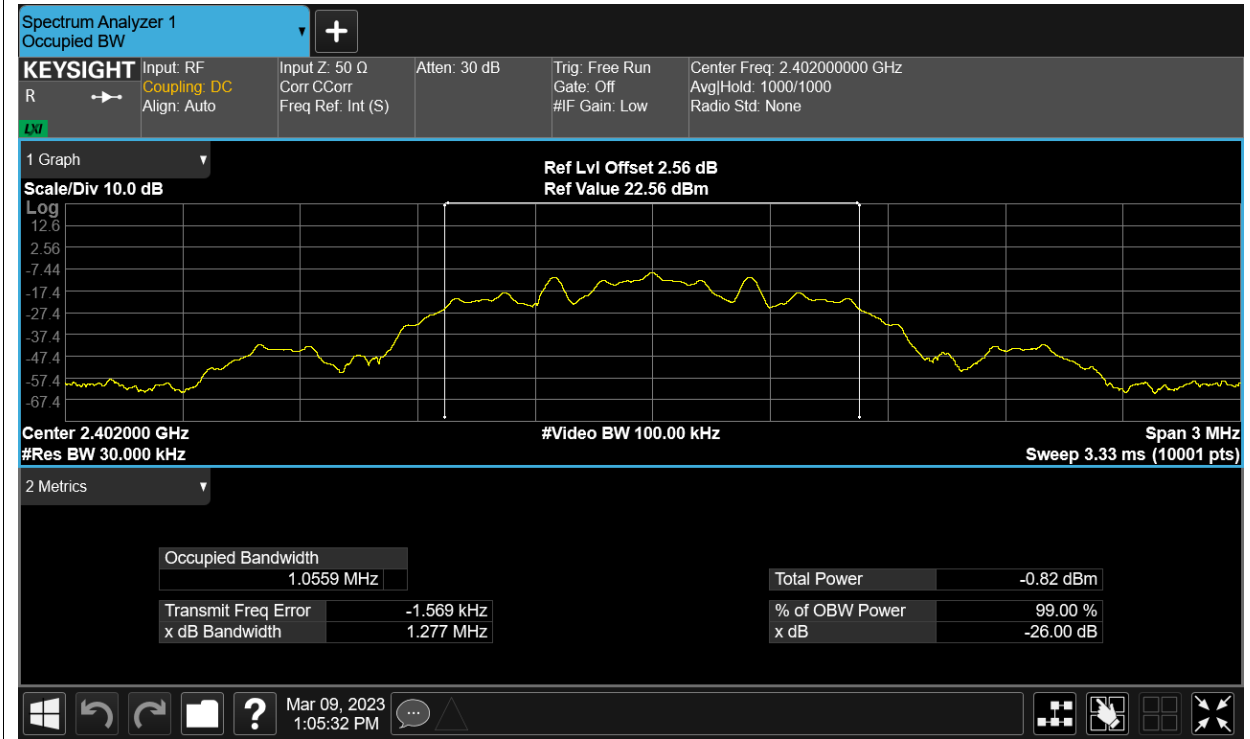 Spectrum Analyzer 1
Occupied BW
KEYSIGHT
R
LXI
Input: RF
Coupling: DC
Align: Auto
Input Z: 50 Ω
Corr CCorr
Freq Ref: Int (S)
Atten: 30 dB
Trig: Free Run
Gate: Off
#IF Gain: Low
Center Freq: 2.402000000 GHz
Avg|Hold: 1000/1000
Radio Std: None
1 Graph
Scale/Div 10.0 dB
Ref Lvl Offset 2.56 dB
Ref Value 22.56 dBm
Log
12.6
2.56
-7.44
-17.4
-27.4
-37.4
-47.4
-57.4
-67.4
Center 2.402000 GHz
#Video BW 100.00 kHz
Span 3 MHz
#Res BW 30.000 kHz
Sweep 3.33 ms (10001 pts)
2 Metrics
Occupied Bandwidth
1.0559 MHz
Total Power -0.82 dBm
Transmit Freq Error -1.569 kHz
% of OBW Power 99.00 %
x dB Bandwidth 1.277 MHz
x dB -26.00 dB
?
Mar 09, 2023
1:05:32 PM